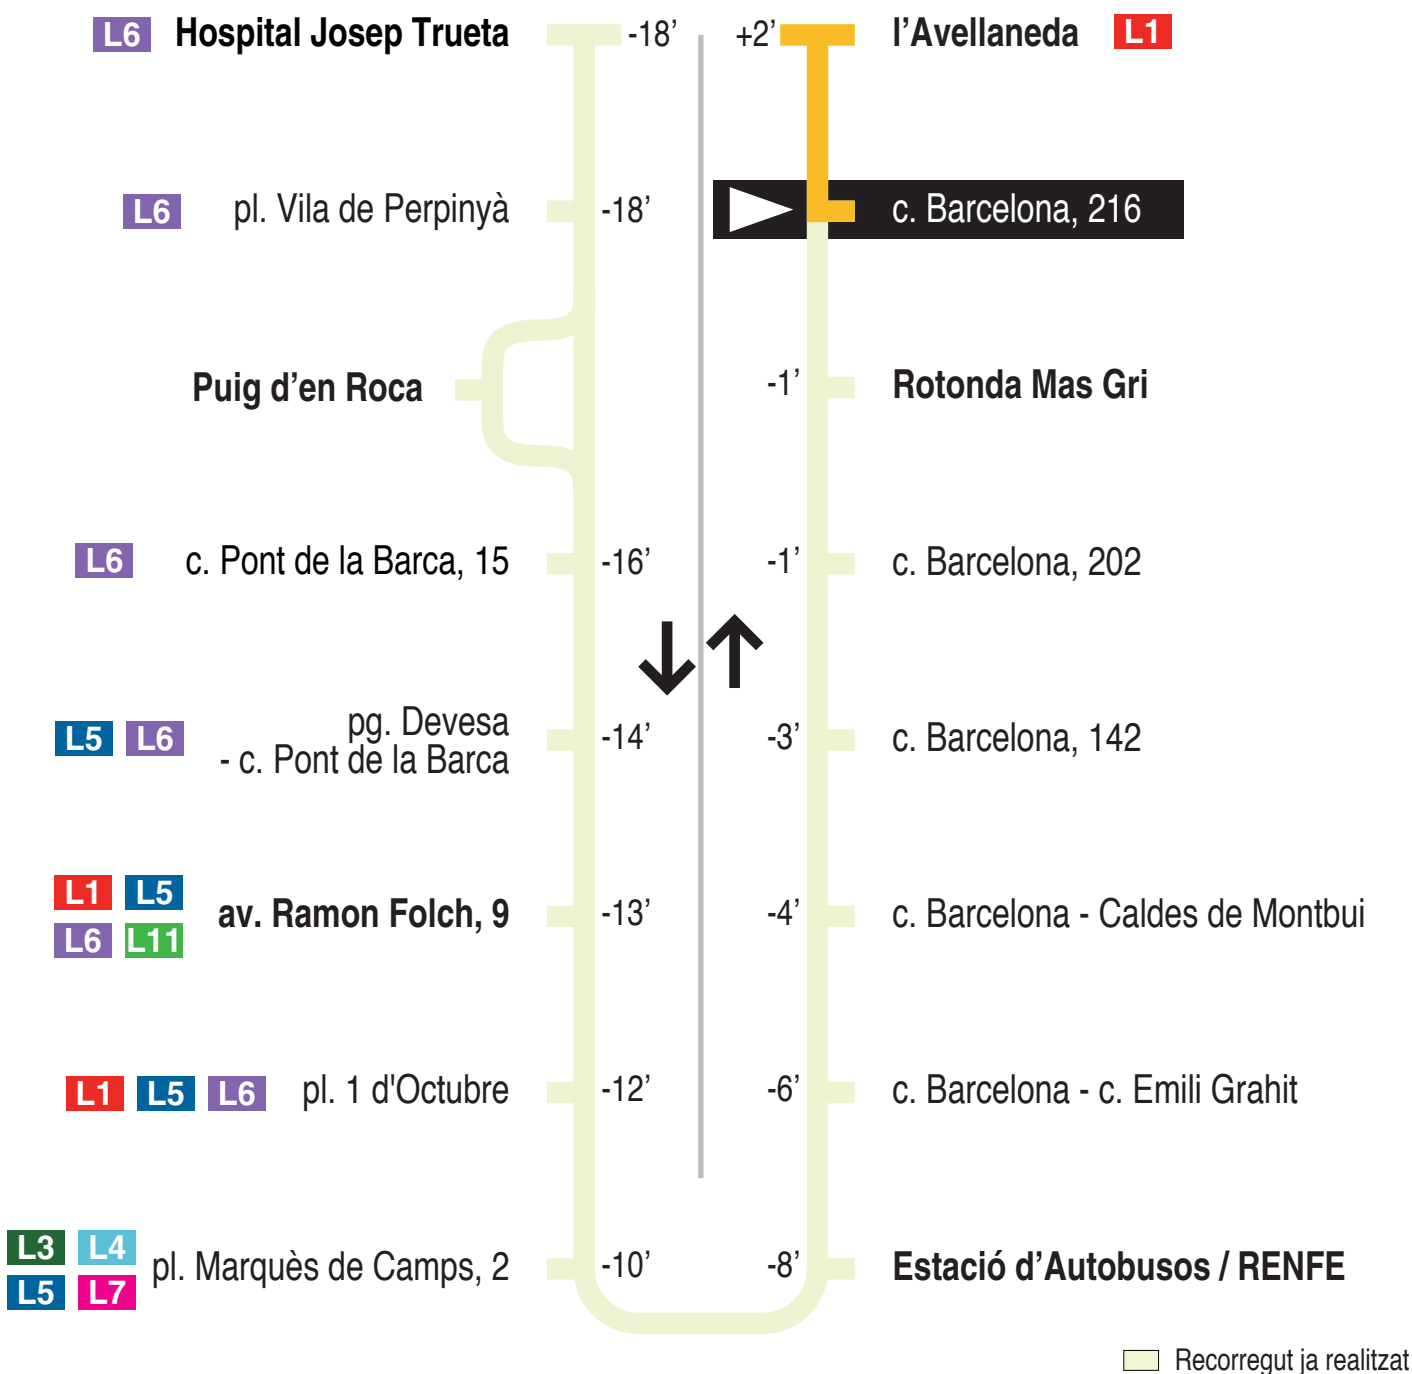 L6 Hospital Josep Trueta -18’ +2’ l’Avellaneda L1
L6 pl. Vila de Perpinyà -18’ c. Barcelona, 216
Puig d’en Roca -1’ Rotonda Mas Gri
L6 c. Pont de la Barca, 15 -16’ -1’ c. Barcelona, 202
L5 L6 pg. Devesa
- c. Pont de la Barca -14’ -3’ c. Barcelona, 142
L1 L5
L6 L11 av. Ramon Folch, 9 -13’ -4’ c. Barcelona - Caldes de Montbui
L1 L5 L6 pl. 1 d'Octubre -12’ -6’ c. Barcelona - c. Emili Grahit
L3 L4
L5 L7 pl. Marquès de Camps, 2 -10’ -8’ Estació d’Autobusos / RENFE
Recorregut ja realitzat